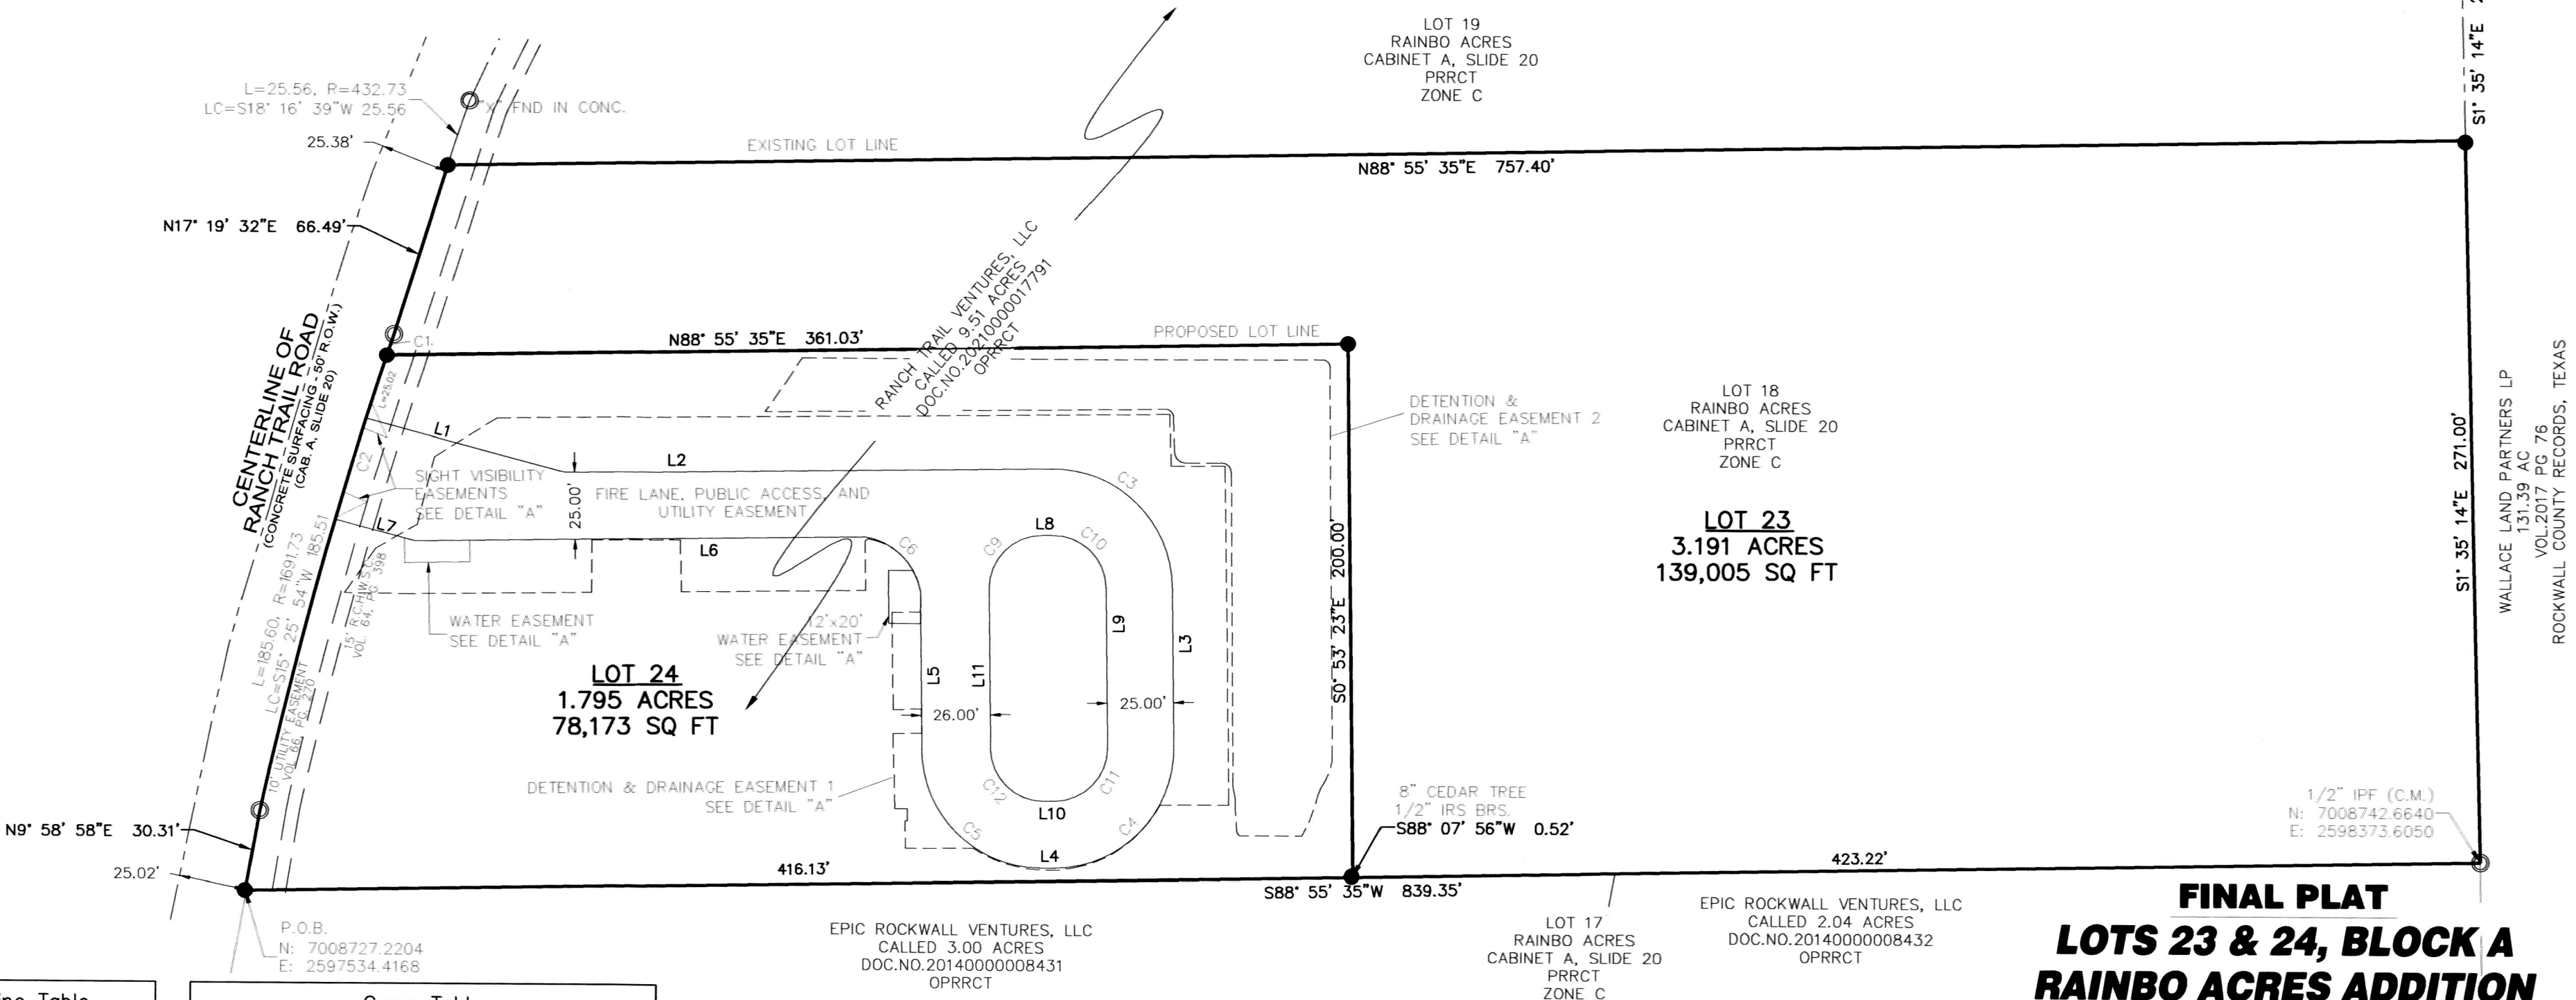 LOT 19
RAINBO ACRES
CABINET A, SLIDE 20
PRRCT
ZONE C
S1° 35' 14"E
L=25.56, R=432.73
LC=S18° 16' 39"W 25.56
"X" FND IN CONC.
25.38'
EXISTING LOT LINE
N88° 55' 35"E 757.40'
N17° 19' 32"E 66.49'
RANCH TRAIL VENTURES, LLC
CALLED 9.51 ACRES
DOC.NO.20210000017791
OPRRCT
CENTERLINE OF
RANCH TRAIL ROAD
(CONCRETE SURFACING - 50' R.O.W.)
(CAB. A, SLIDE 20)
C1
N88° 55' 35"E 361.03'
PROPOSED LOT LINE
L=25.02
L1
C2
L2
C3
SIGHT VISIBILITY
EASEMENTS
SEE DETAIL "A"
25.00'
FIRE LANE, PUBLIC ACCESS, AND
UTILITY EASEMENT
L7
L6
C6
L8
C9
C10
DETENTION &
DRAINAGE EASEMENT 2
SEE DETAIL "A"
LOT 18
RAINBO ACRES
CABINET A, SLIDE 20
PRRCT
ZONE C
LOT 23
3.191 ACRES
139,005 SQ FT
S1° 35' 14"E 271.00'
WALLACE LAND PARTNERS LP
131.39 AC
VOL.2017 PG 76
ROCKWALL COUNTY RECORDS, TEXAS
L=185.60, R=1691.73
LC=S15° 25' 54"W 185.51
15' R.C.H.W.S.C.
VOL. 64, PG. 398
10' UTILITY EASEMENT
VOL. 66, PG. 270
WATER EASEMENT
SEE DETAIL "A"
12'x20'
WATER EASEMENT
SEE DETAIL "A"
L9
L3
L5
L11
S0° 53' 23"E 200.00'
LOT 24
1.795 ACRES
78,173 SQ FT
26.00'
25.00'
DETENTION & DRAINAGE EASEMENT 1
SEE DETAIL "A"
C12
C11
L10
C5
C4
L4
8" CEDAR TREE
1/2" IRS BRS.
S88° 07' 56"W 0.52'
1/2" IPF (C.M.)
N: 7008742.6640
E: 2598373.6050
N9° 58' 58"E 30.31'
25.02'
416.13'
423.22'
S88° 55' 35"W 839.35'
P.O.B.
N: 7008727.2204
E: 2597534.4168
EPIC ROCKWALL VENTURES, LLC
CALLED 3.00 ACRES
DOC.NO.20140000008431
OPRRCT
LOT 17
RAINBO ACRES
CABINET A, SLIDE 20
PRRCT
ZONE C
EPIC ROCKWALL VENTURES, LLC
CALLED 2.04 ACRES
DOC.NO.20140000008432
OPRRCT
FINAL PLAT
LOTS 23 & 24, BLOCK A
RAINBO ACRES ADDITION